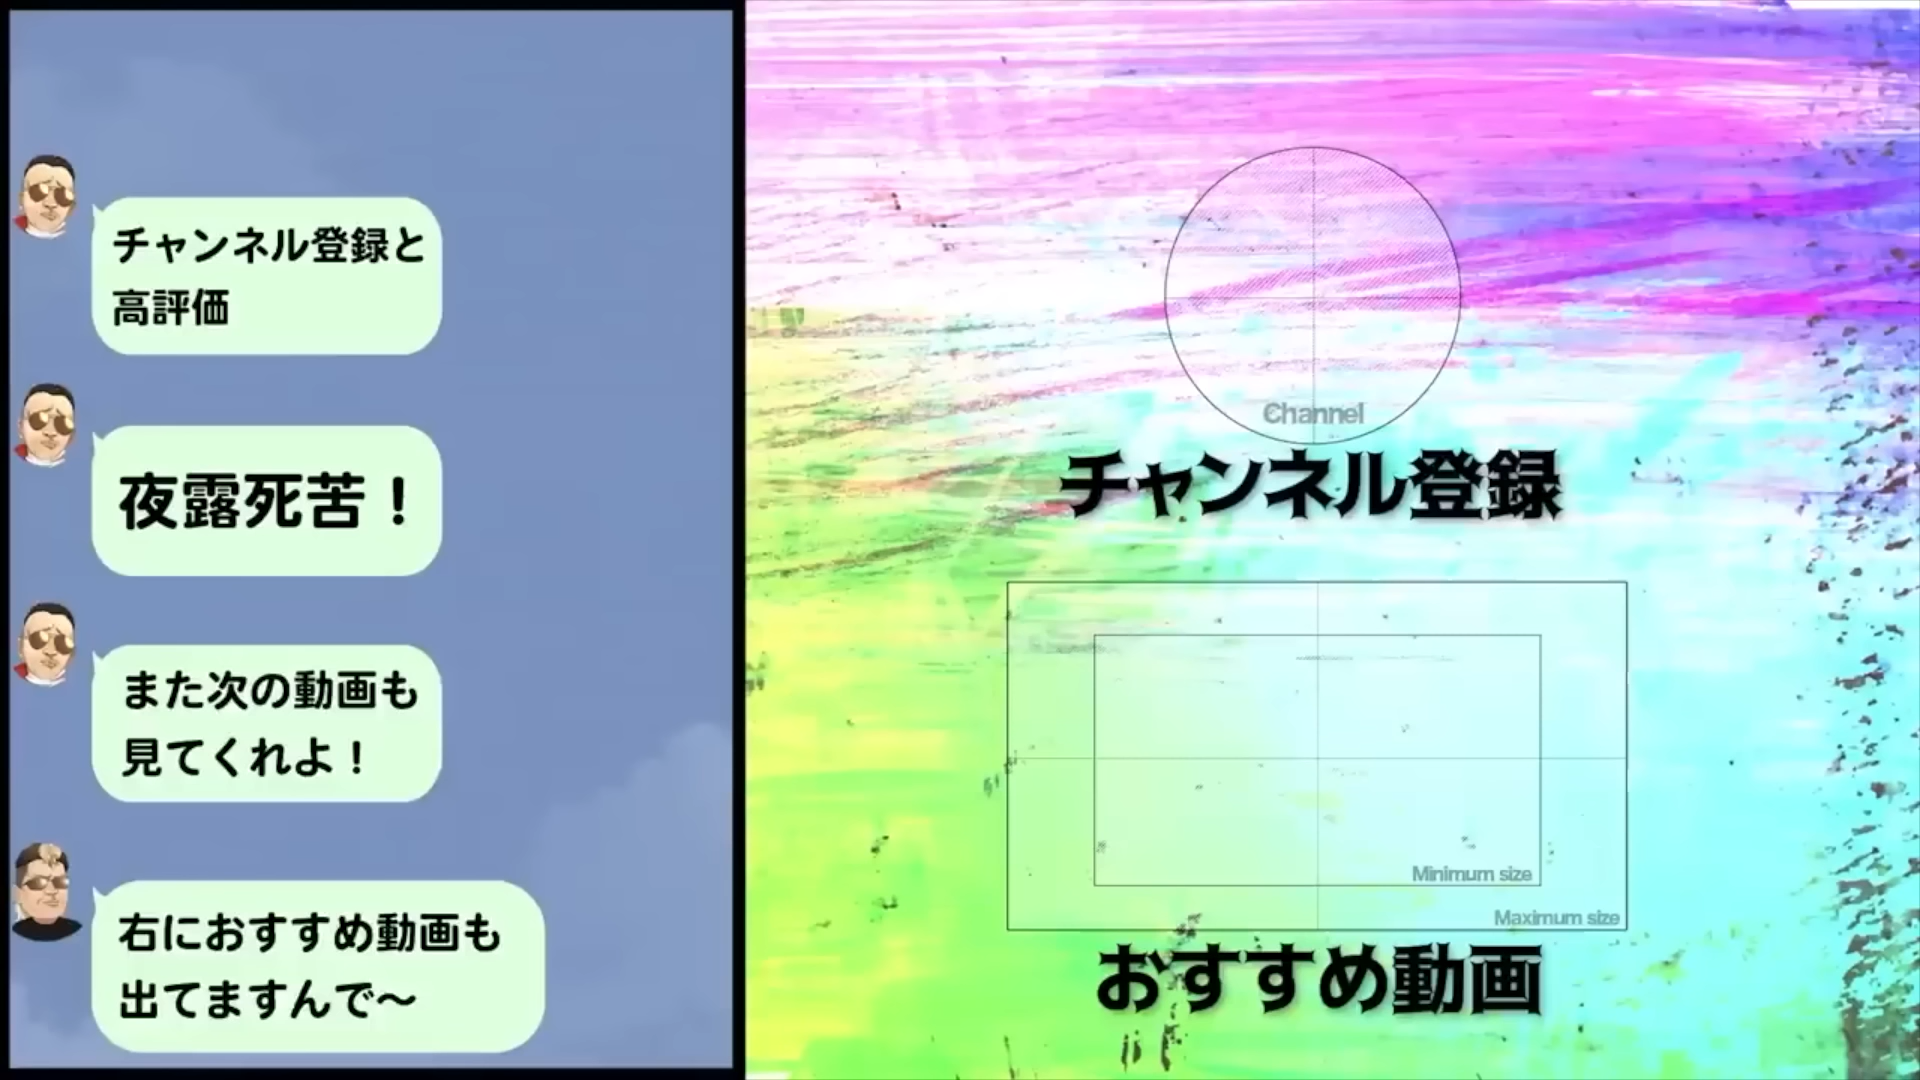 チャンネル登録と
高評価
夜露死苦！
また次の動画も
見てくれよ！
右におすすめ動画も
出てますんで～
Channel
チャンネル登録
Minimum size
Maximum size
おすすめ動画